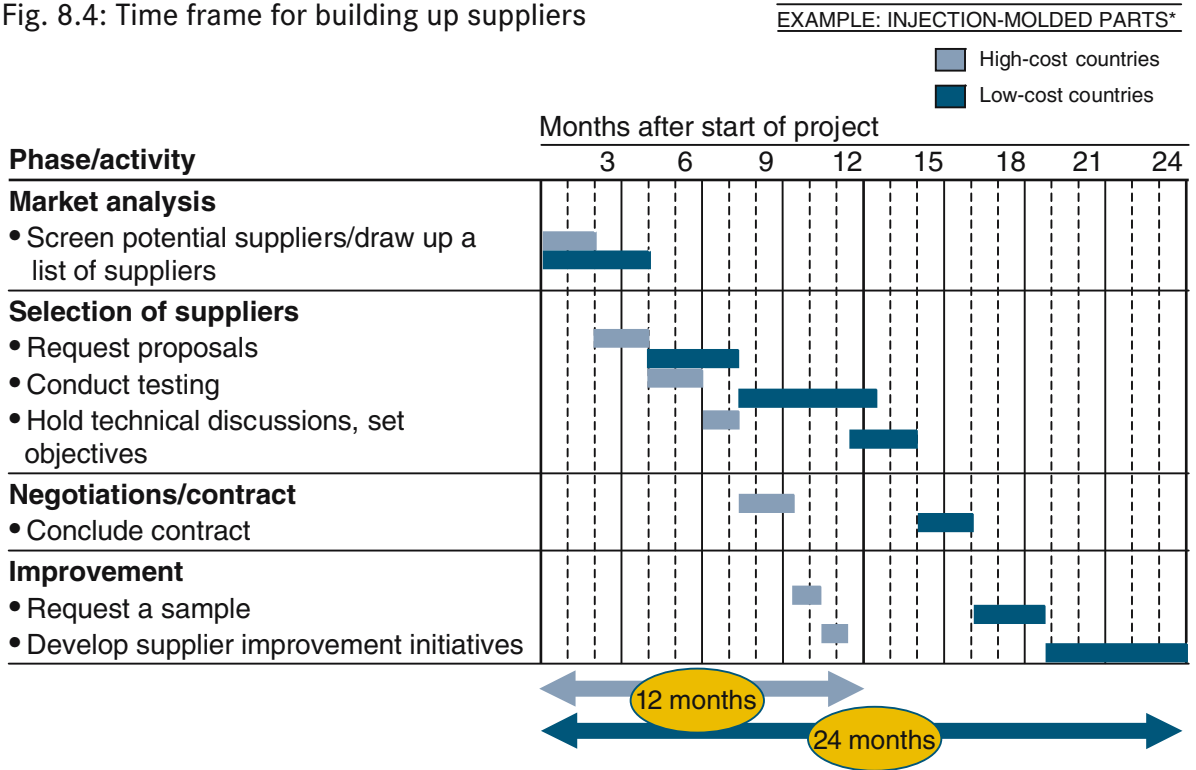 Fig. 8.4: Time frame for building up suppliers
EXAMPLE: INJECTION-MOLDED PARTS*
High-cost countries
Low-cost countries
Months after start of project
Phase/activity 3 6 9 12 15 18 21 24
Market analysis
• Screen potential suppliers/draw up a
list of suppliers
Selection of suppliers
• Request proposals
• Conduct testing
• Hold technical discussions, set
objectives
Negotiations/contract
• Conclude contract
Improvement
• Request a sample
• Develop supplier improvement initiatives
12 months
24 months